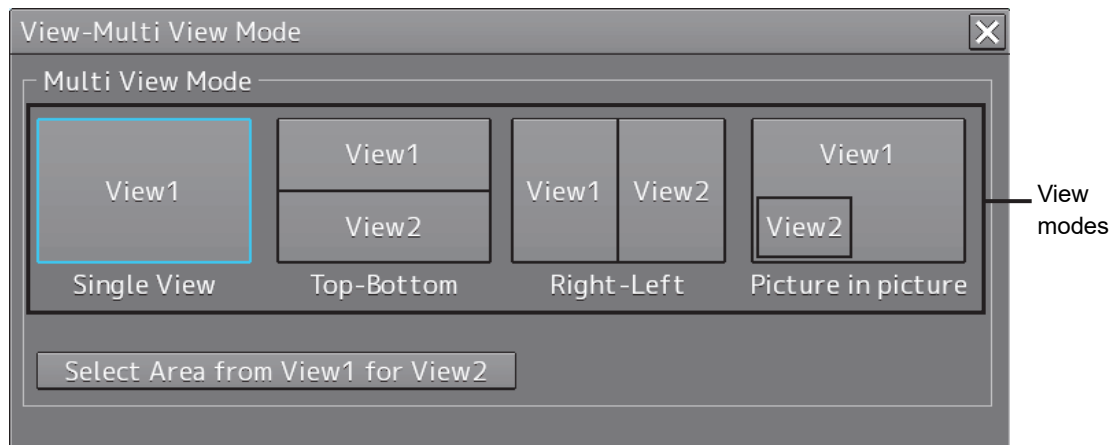 View-Multi View Mode
Multi View Mode
View1
View1
View2
View1 View2
View1
View2
Single View
Top-Bottom
Right-Left
Picture in picture
View
modes
Select Area from View1 for View2